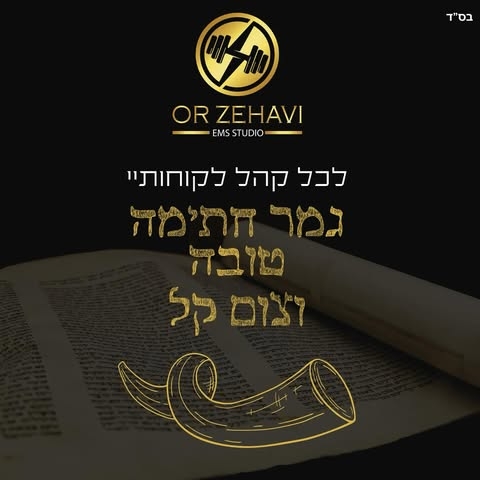 בס"ד
OR ZEHAVI
EMS STUDIO
לכל קהל לקוחותיי
גמר חתימה
טובה
וצום קל